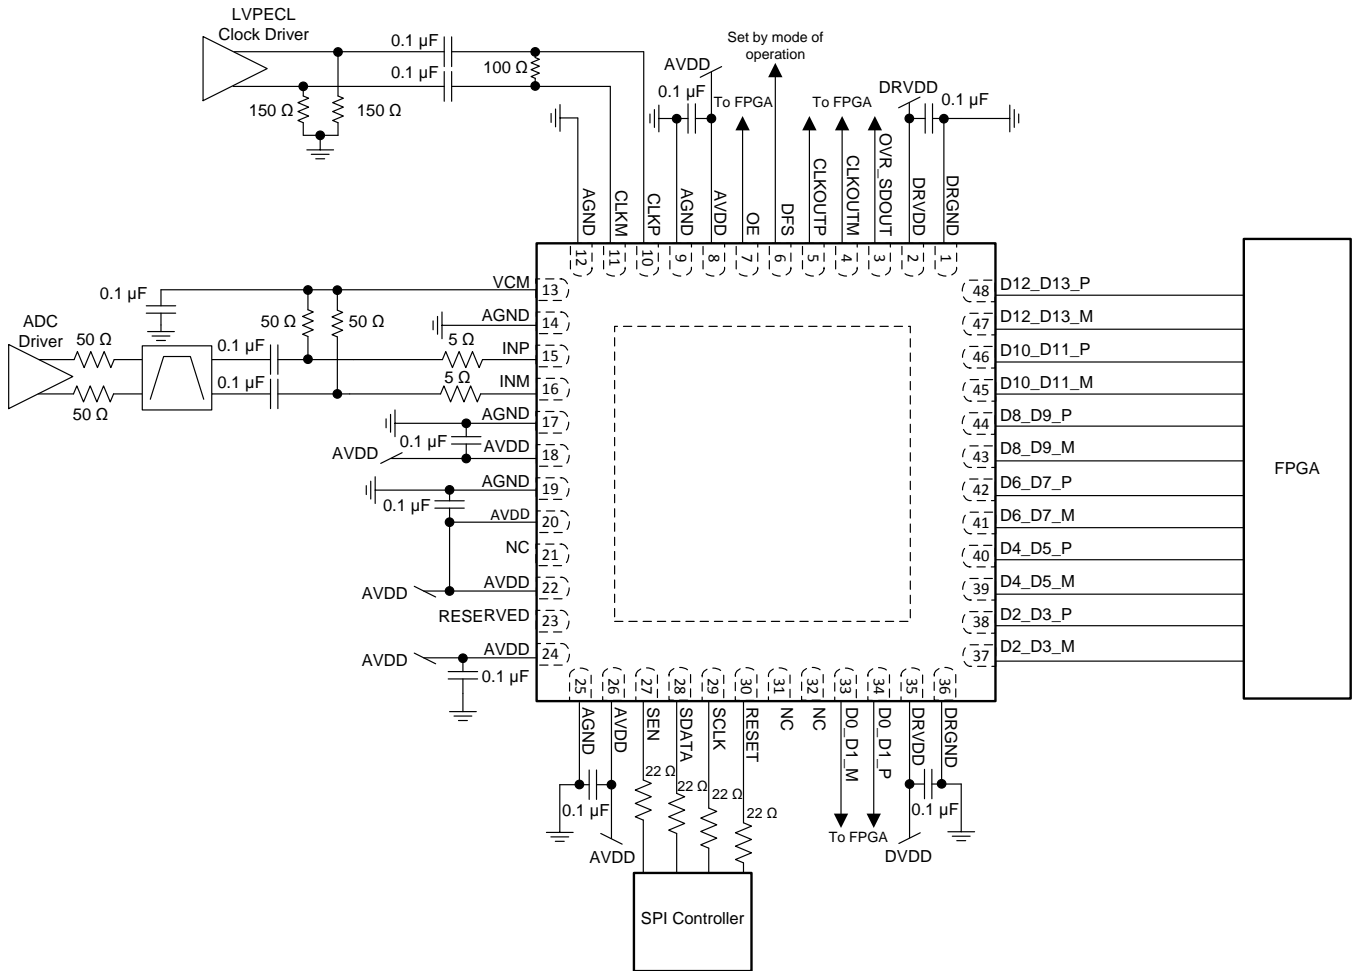 LVPECL
Clock Driver
0.1 µF
0.1 µF
100 Ω
150 Ω
150 Ω
Set by mode of
operation
AVDD
0.1 µF
To FPGA
To FPGA
DRVDD
0.1 µF
AGND
CLKM
CLKP
AGND
AVDD
OE
DFS
CLKOUTP
CLKOUTM
OVR_SDOUT
DRVDD
DRGND
12
11
10
9
8
7
6
5
4
3
2
1
VCM
13
0.1 µF
50 Ω
50 Ω
AGND
14
ADC
Driver
50 Ω
0.1 µF
5 Ω
INP
15
0.1 µF
5 Ω
INM
16
50 Ω
AGND
17
0.1 µF
AVDD
AVDD
18
AGND
19
0.1 µF
AVDD
20
NC
21
AVDD
AVDD
22
RESERVED
23
AVDD
AVDD
24
0.1 µF
48
D12_D13_P
47
D12_D13_M
46
D10_D11_P
45
D10_D11_M
44
D8_D9_P
43
D8_D9_M
42
D6_D7_P
41
D6_D7_M
40
D4_D5_P
39
D4_D5_M
38
D2_D3_P
37
D2_D3_M
FPGA
25
26
27
28
29
30
31
32
33
34
35
36
AGND
AVDD
SEN
SDATA
SCLK
RESET
NC
NC
D0_D1_M
D0_D1_P
DRVDD
DRGND
0.1 µF
22 Ω
22 Ω
22 Ω
22 Ω
0.1 µF
AVDD
To FPGA
DVDD
SPI Controller